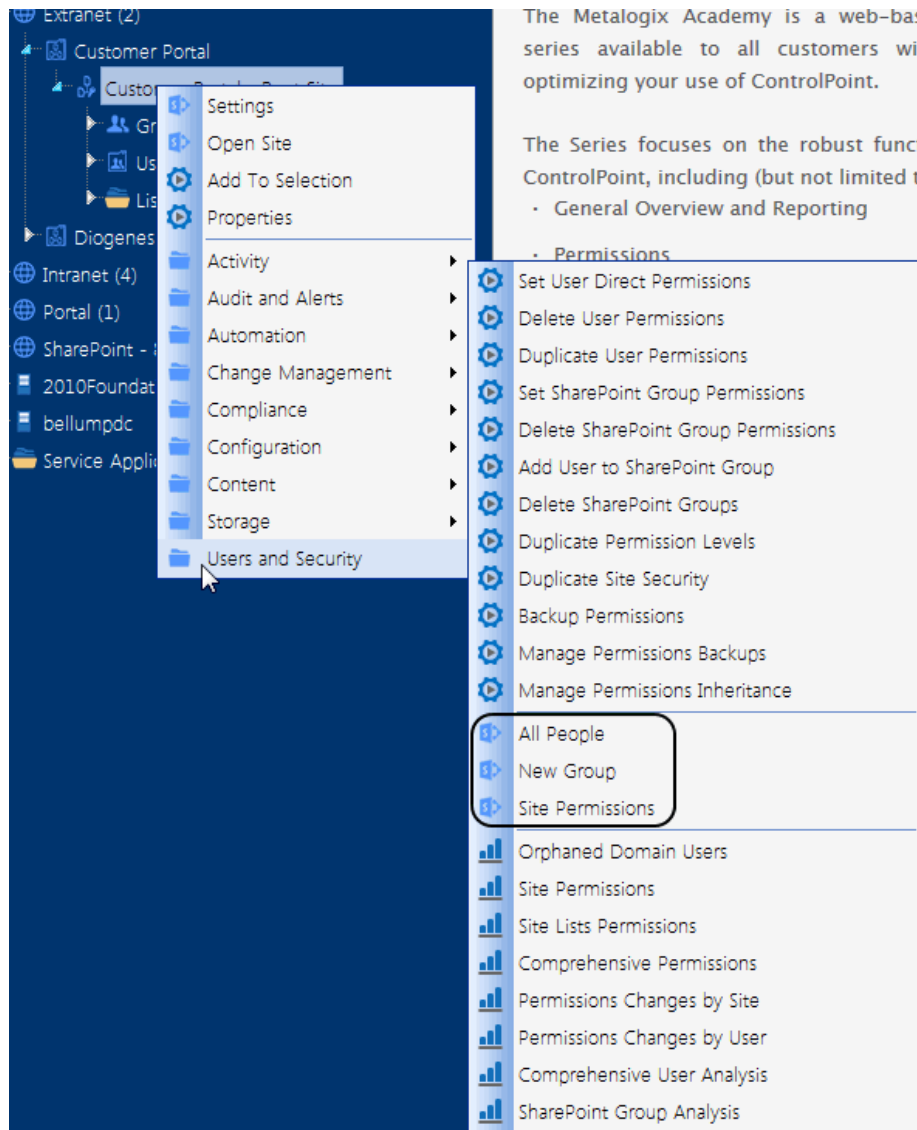 Extranet (2)
Customer Portal
Settings
Open Site
Add To Selection
Properties
Activity
Audit and Alerts
Automation
Change Management
Compliance
Configuration
Content
Storage
Users and Security
Diogenes
Intranet (4)
Portal (1)
SharePoint -
bellumpdc
Service
The Metalogix Academy is a
series available to all customers
optimizing your use of ControlPoint.
The Series focuses on the robust
ControlPoint, including (but not limited
· General Overview and Reporting
· Permissions
Set User Direct Permissions
Delete User Permissions
Duplicate User Permissions
Set SharePoint Group Permissions
Delete SharePoint Group Permissions
Add User to SharePoint Group
Delete SharePoint Groups
Duplicate Permission Levels
Duplicate Site Security
Backup Permissions
Manage Permissions Backups
Manage Permissions Inheritance
All People
New Group
Site Permissions
Orphaned Domain Users
Site Permissions
Site Lists Permissions
Comprehensive Permissions
Permissions Changes by Site
Permissions Changes by User
Comprehensive User Analysis
SharePoint Group Analysis